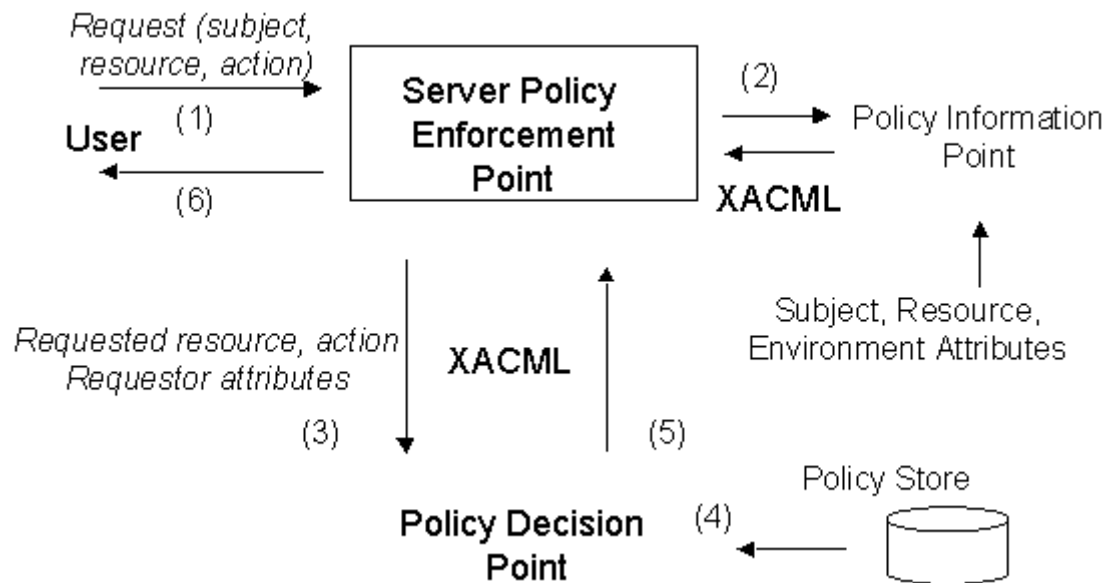 Request (subject,
resource, action)
(1)
User
(6)
Server Policy
Enforcement
Point
(2)
Policy Information
Point
XACML
Subject, Resource,
Environment Attributes
Requested resource, action
Requestor attributes
XACML
(3)
(5)
Policy Store
(4)
Policy Decision
Point